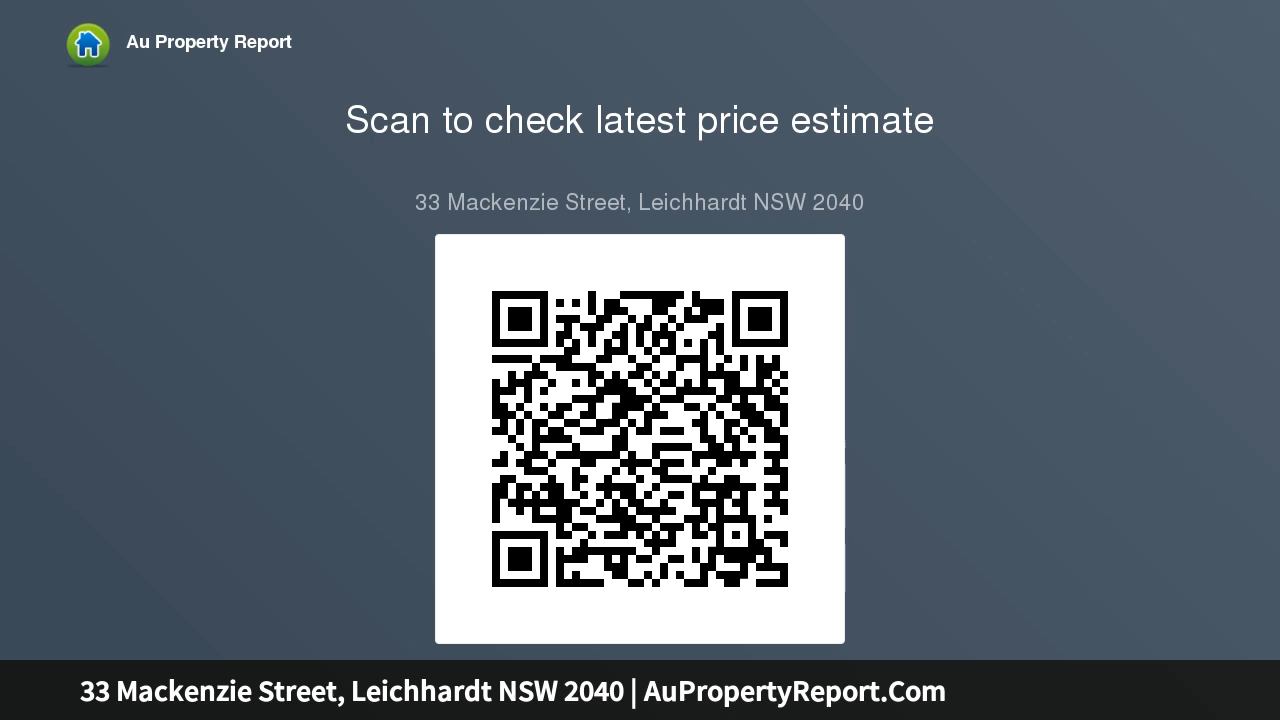 Au Property Report
Scan to check latest price estimate
33 Mackenzie Street, Leichhardt NSW 2040
33 Mackenzie Street, Leichhardt NSW 2040 | AuPropertyReport.Com